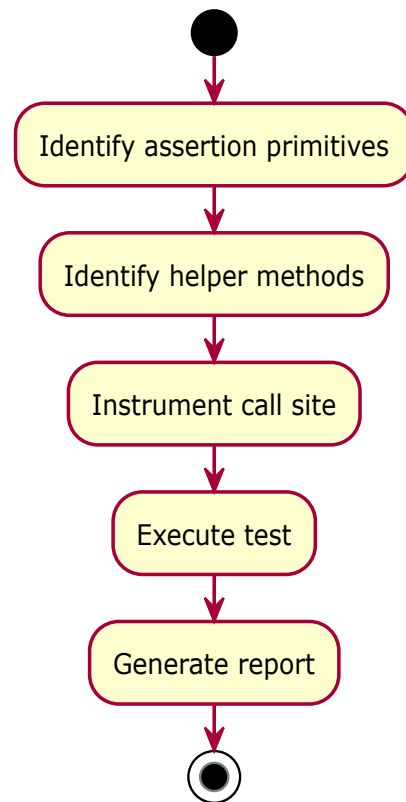 Identify assertion primitives
Identify helper methods
Instrument call site
Execute test
Generate report